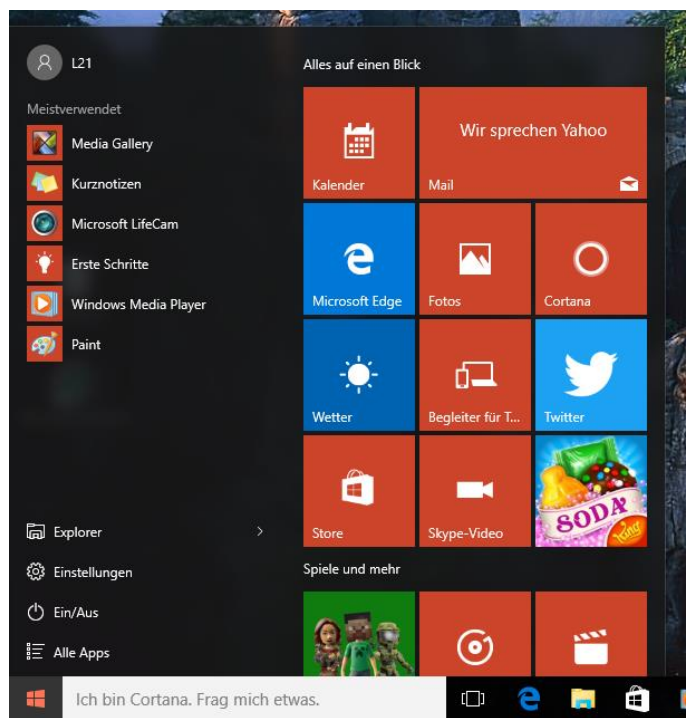 L21
Meistverwendet
Media Gallery
Kurznotizen
Microsoft LifeCam
Erste Schritte
Windows Media Player
Paint
Explorer
Einstellungen
Ein/Aus
Alle Apps
Alles auf einen Blick
Kalender
Wir sprechen Yahoo
Mail
Microsoft Edge
Fotos
Cortana
Wetter
Begleiter für T...
Twitter
Store
Skype-Video
SODA
King
Spiele und mehr
Ich bin Cortana. Frag mich etwas.